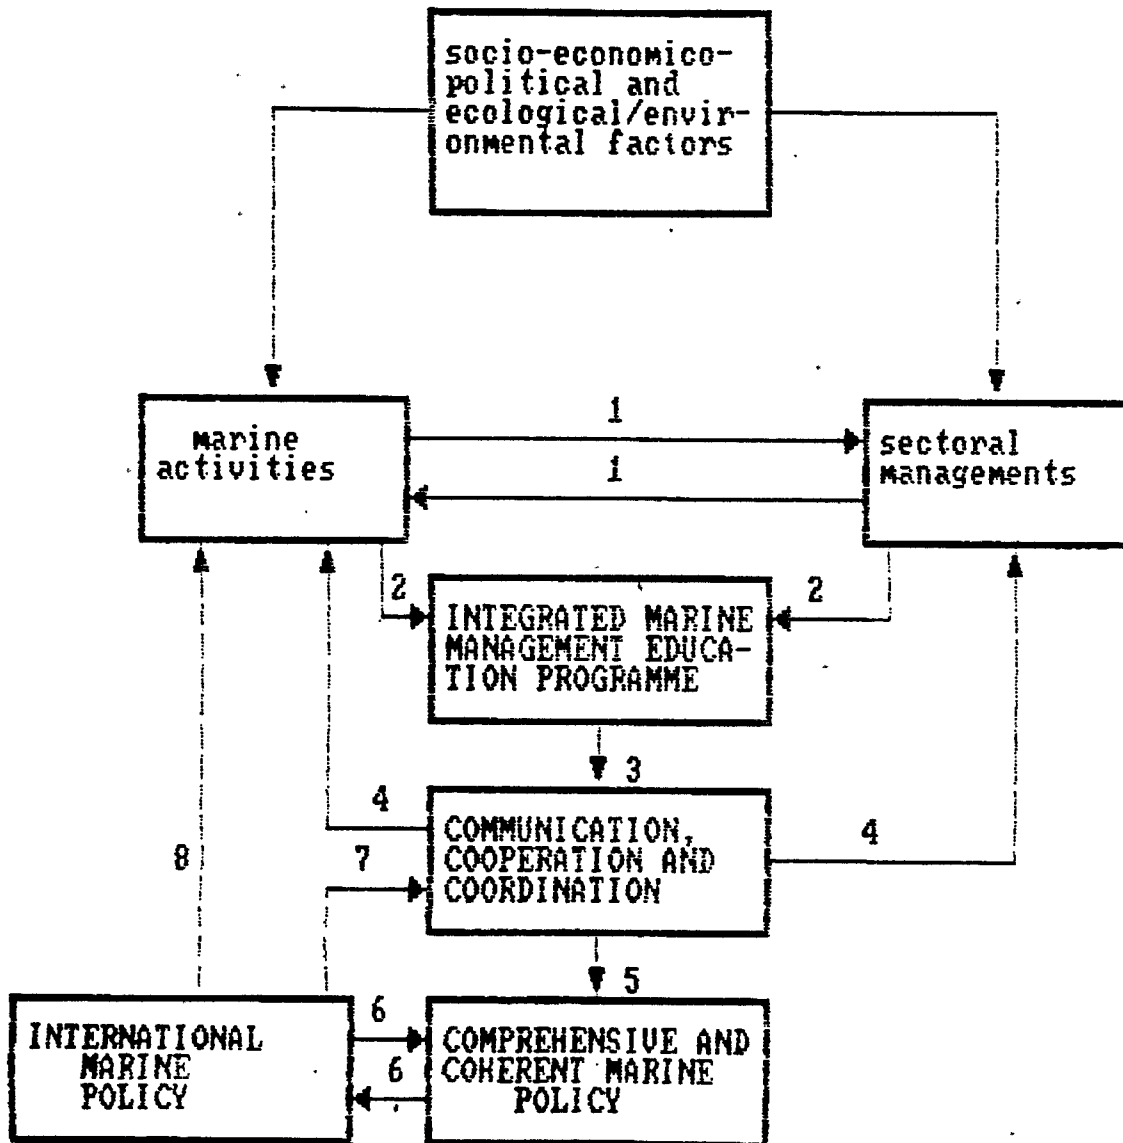 socio-economico-
political and
ecological/envir-
onmental factors
marine
activities
1
1
sectoral
managements
2
2
INTEGRATED MARINE
MANAGEMENT EDUCA-
TION PROGRAMME
3
4
COMMUNICATION,
COOPERATION AND
COORDINATION
4
8
7
5
INTERNATIONAL
MARINE
POLICY
6
6
COMPREHENSIVE AND
COHERENT MARINE
POLICY